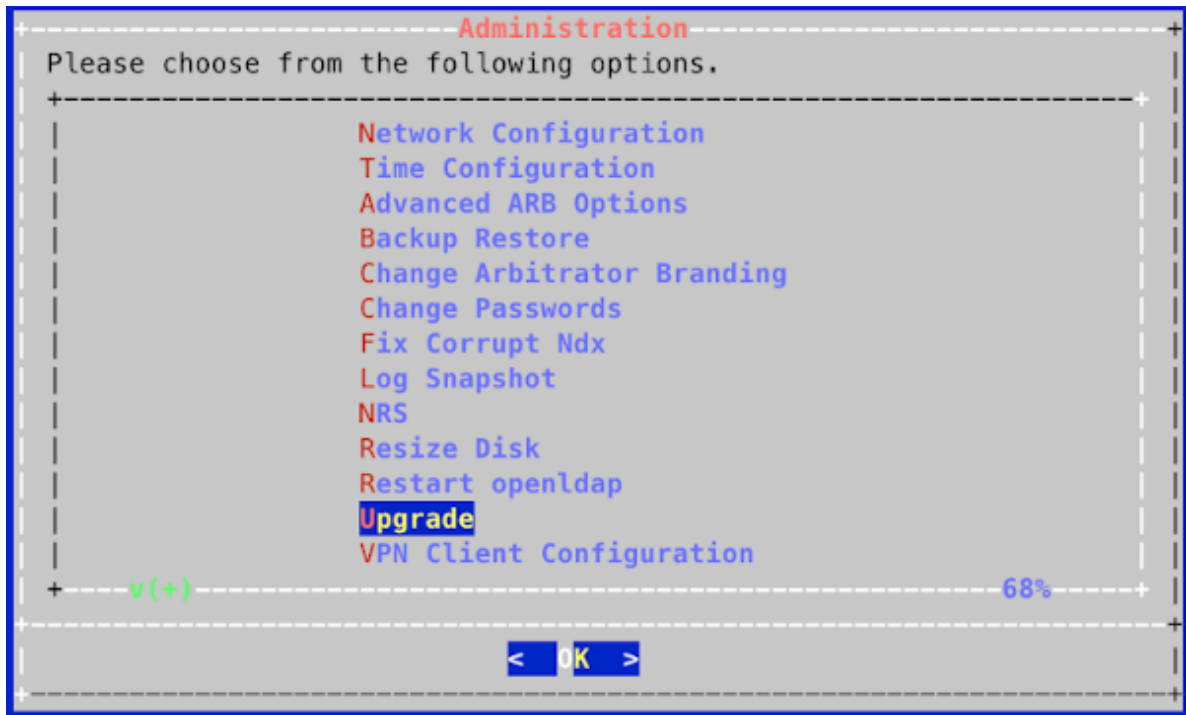 Administration
Please choose from the following options.
Network Configuration
Time Configuration
Advanced ARB Options
Backup Restore
Change Arbitrator Branding
Change Passwords
Fix Corrupt Ndx
Log Snapshot
NRS
Resize Disk
Restart openldap
Upgrade
VPN Client Configuration
v(+) 68%
< OK >